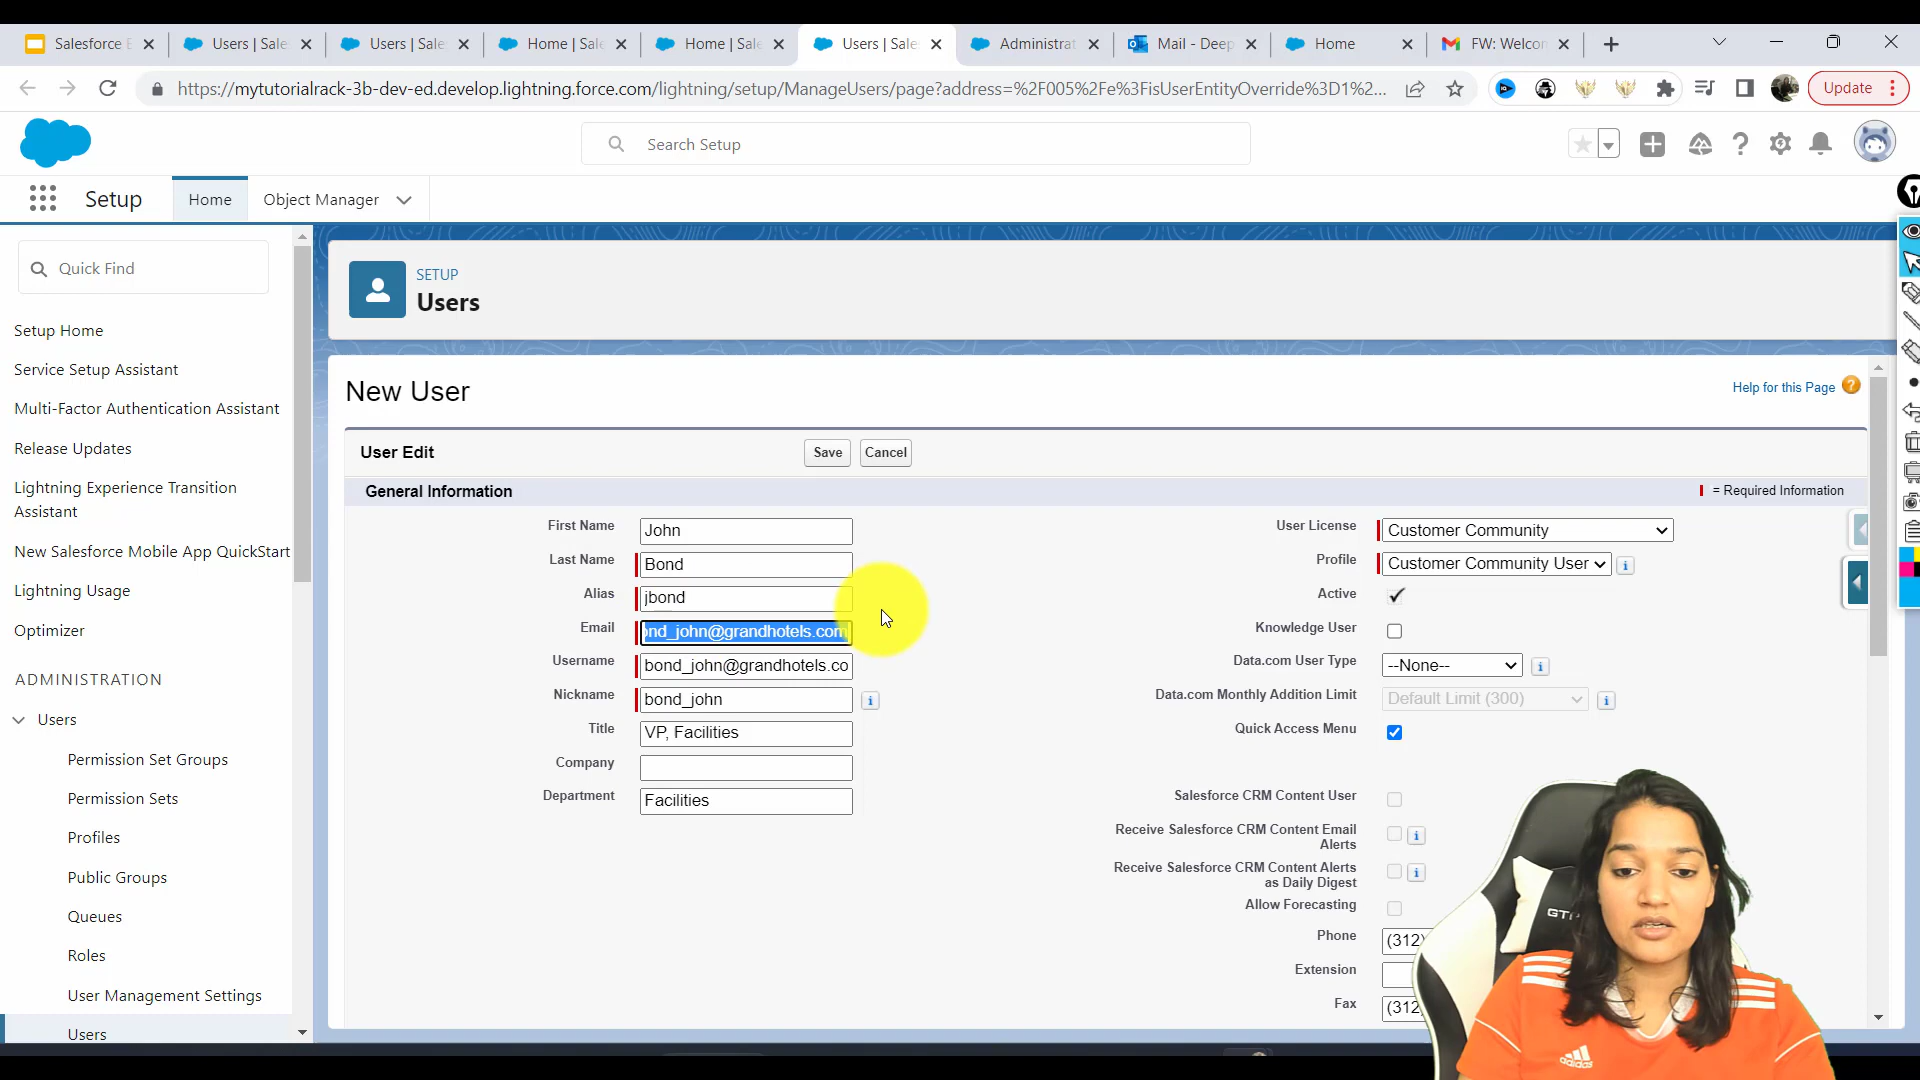 Salesforce E
Users | Sale
Users | Sale
Home | Sale
Home | Sale
Users | Sale
Administrat
Mail - Deep
Home
FW: Welcon
https://mytutorialrack-3b-dev-ed.develop.lightning.force.com/lightning/setup/ManageUsers/page?address=%2F005%2Fe%3FisUserEntityOverride%3D1%2...
Update
Search Setup
Setup
Home
Object Manager
Quick Find
Setup Home
Service Setup Assistant
Multi-Factor Authentication Assistant
Release Updates
Lightning Experience Transition
Assistant
New Salesforce Mobile App QuickStart
Lightning Usage
Optimizer
ADMINISTRATION
Users
Permission Set Groups
Permission Sets
Profiles
Public Groups
Queues
Roles
User Management Settings
Users
SETUP
Users
New User
Help for this Page
User Edit
Save
Cancel
General Information
= Required Information
First Name
John
Last Name
Bond
Alias
jbond
Email
ond_john@grandhotels.com
Username
bond_john@grandhotels.co
Nickname
bond_john
Title
VP, Facilities
Company
Department
Facilities
User License
Customer Community
Profile
Customer Community User
Active
Knowledge User
Data.com User Type
--None--
Data.com Monthly Addition Limit
Default Limit (300)
Quick Access Menu
Salesforce CRM Content User
Receive Salesforce CRM Content Email
Alerts
Receive Salesforce CRM Content Alerts
as Daily Digest
Allow Forecasting
Phone
(312)
Extension
Fax
(312
GT
adidas